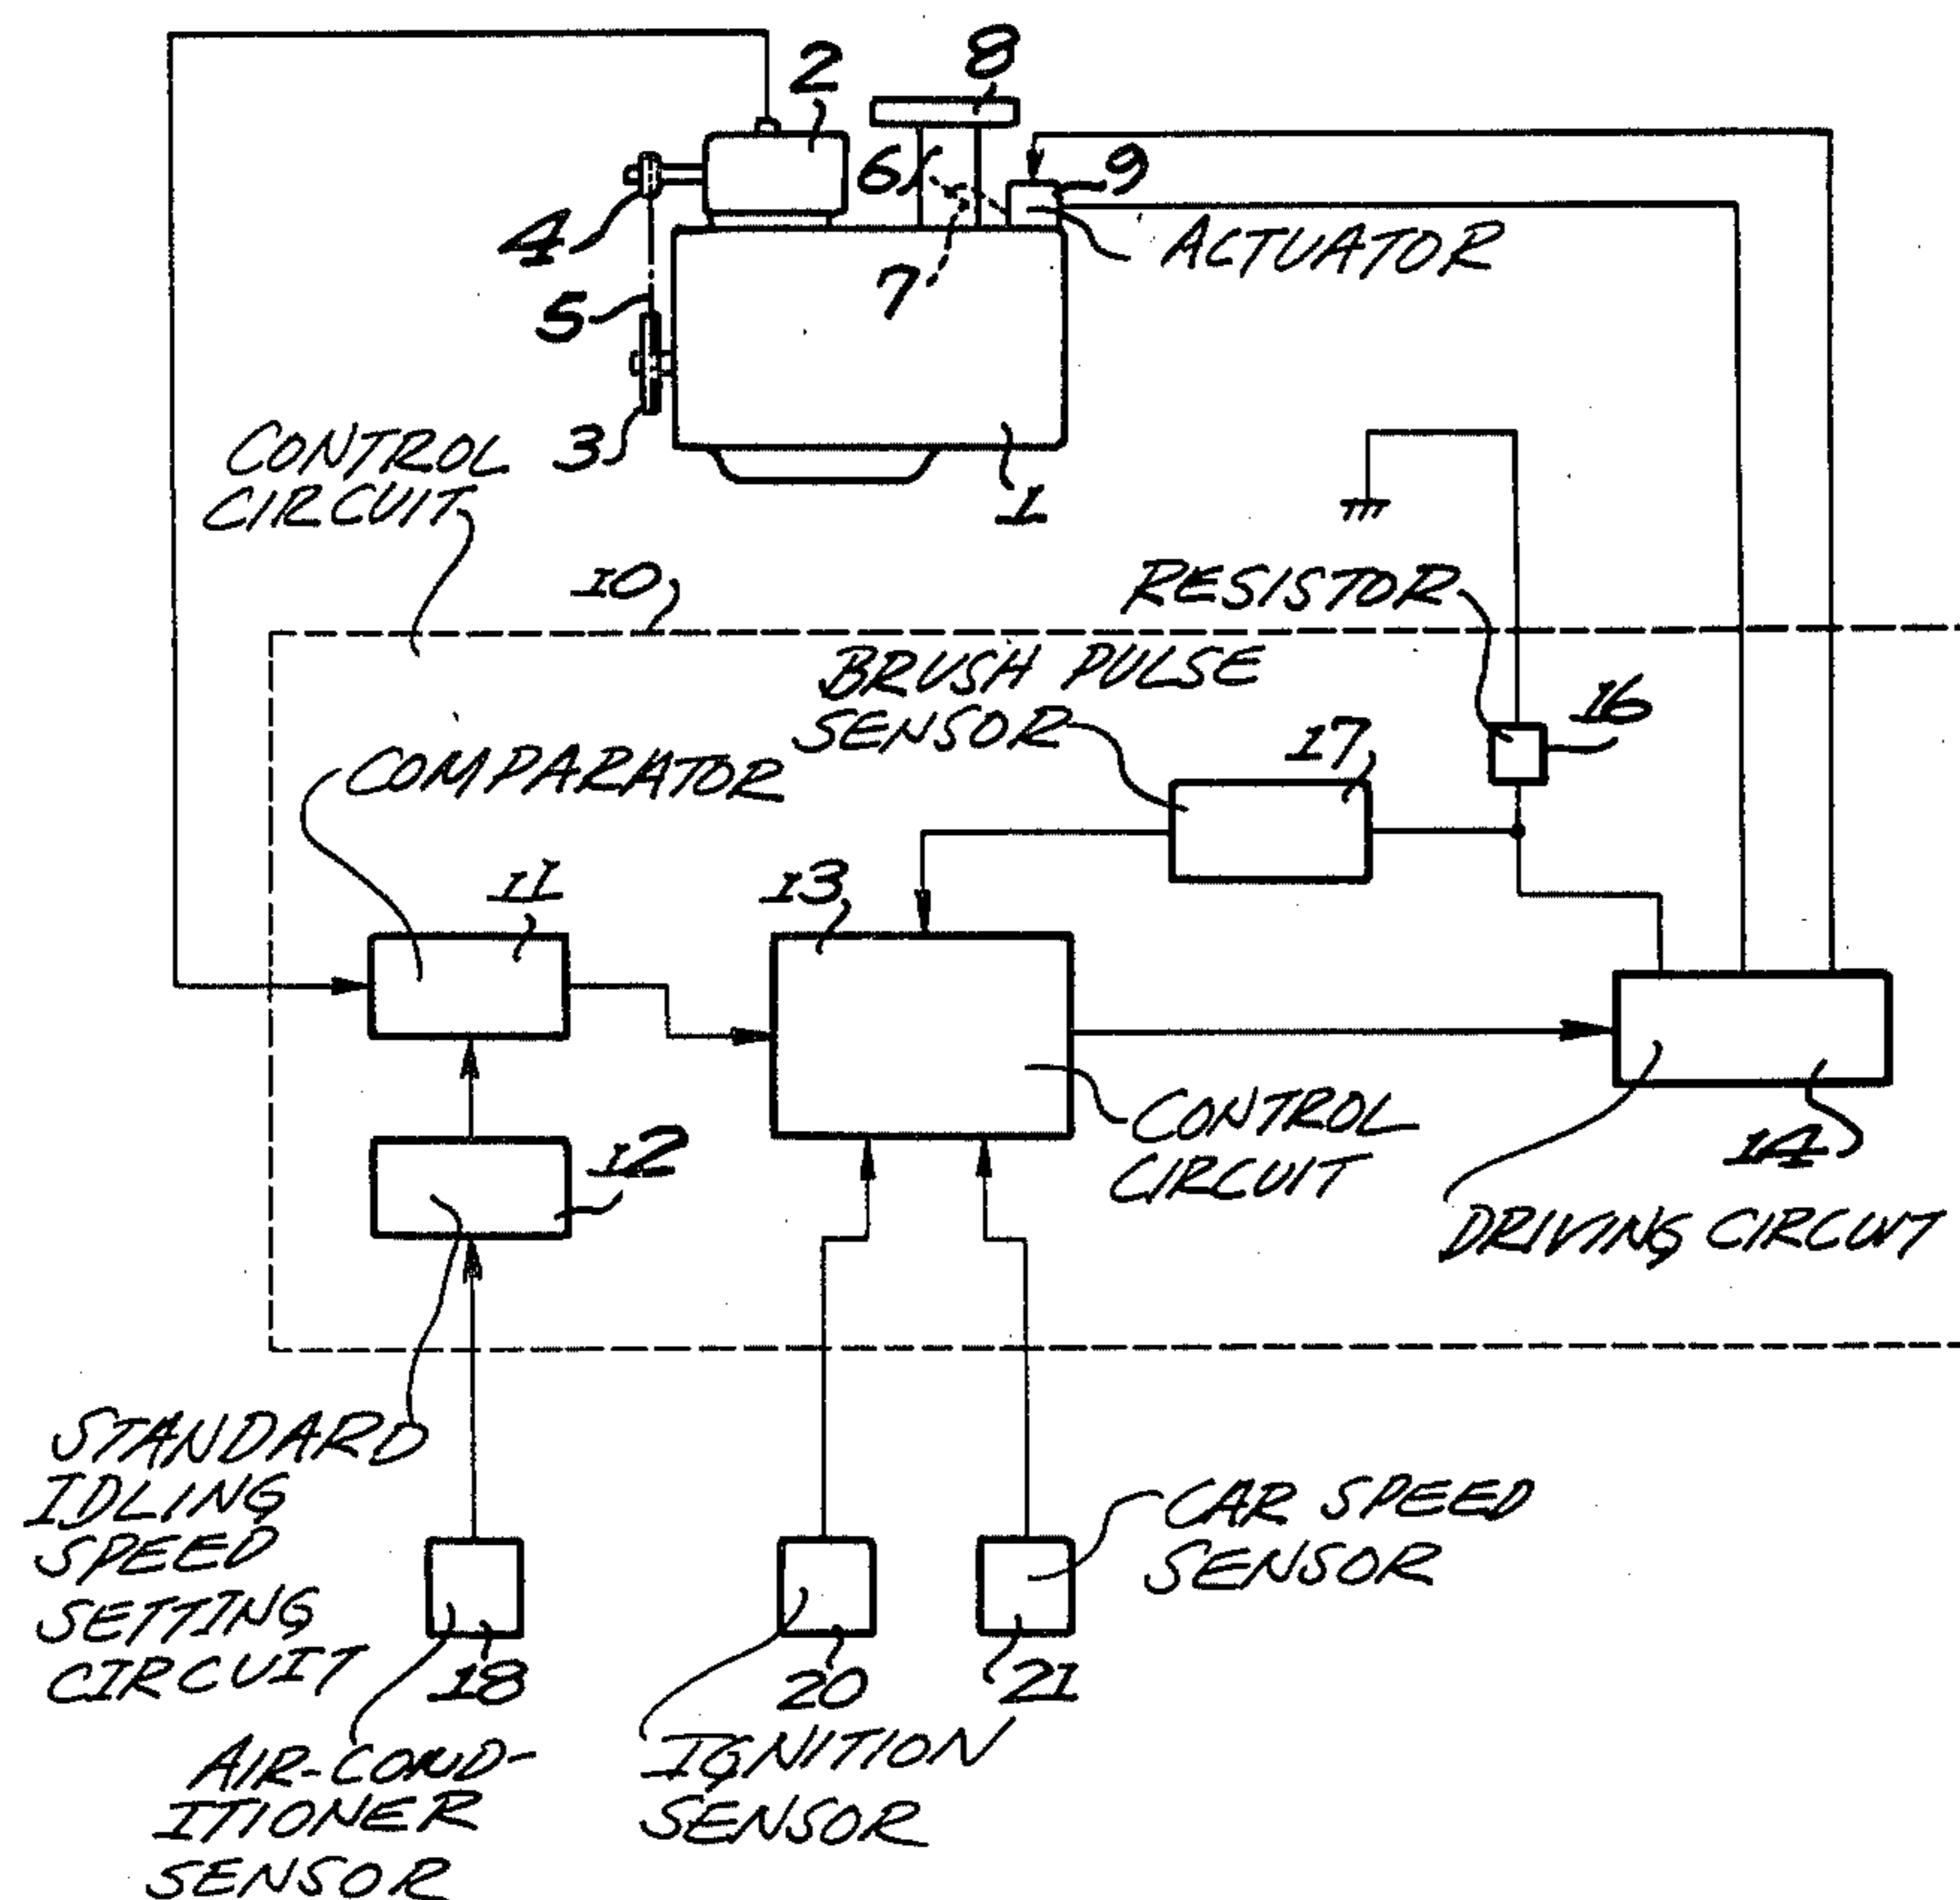 8
2
6
9
4
ACTUATOR
7
5
3
1
CONTROL
CIRCUIT
10
RESISTOR
BRUSH PULSE
SENSOR
16
17
COMPARATOR
11
13
CONTROL
CIRCUIT
14
12
DRIVING CIRCUIT
STANDARD
IDLING
SPEED
SETTING
CIRCUIT
CAR SPEED
SENSOR
18
20
21
AIR-COND-
ITIONER
SENSOR
IGNITION
SENSOR